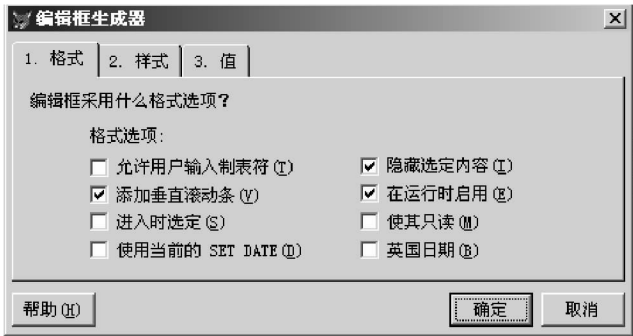 编辑框生成器
1. 格式 2. 样式 3. 值
编辑框采用什么格式选项?
格式选项:
允许用户输入制表符(T) 隐藏选定内容(I)
添加垂直滚动条(V) 在运行时启用(E)
进入时选定(S) 使其只读(M)
使用当前的 SET DATE(D) 英国日期(B)
帮助(H) 确定 取消